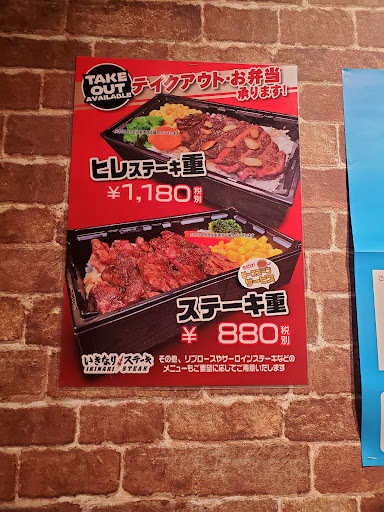 TAKE
OUT
AVAILABLE
テイクアウト・お弁当
承ります!
ヒレステーキ重
¥1,180税別
ステーキ重
¥ 880税別
いきなりステーキ
IKINARI STEAK
その他、リブロースやサーロインステーキなどの
メニューもご要望に応じてご用意いたします